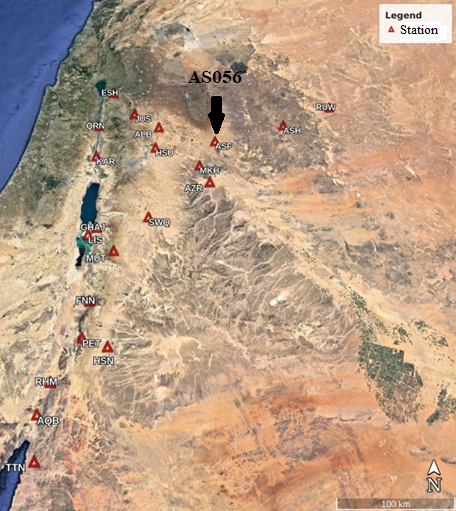 Legend
Station
AS056
ESH
RUW
JUS
QRN
ALB
ASH
ASF
HSU
KAR
MKH
AZR
SWQ
GHAJ
LIS
MUT
FNN
PET
HSN
RHM
AQB
TTN
N
100 km